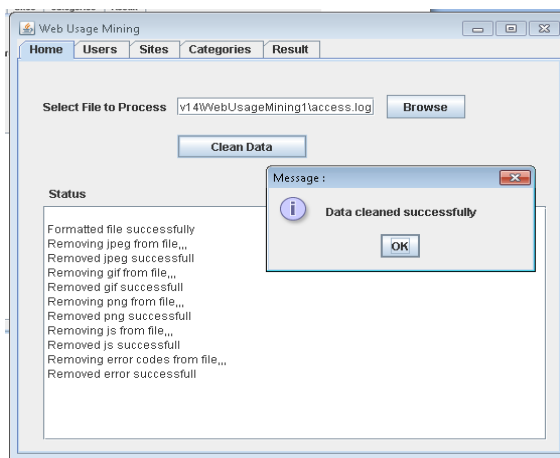 Web Usage Mining
Home Users Sites Categories Result
Select File to Process v14\WebUsageMining1\access.log Browse
Clean Data
Message :
Data cleaned successfully
OK
Status
Formatted file successfully
Removing jpeg from file,,,
Removed jpeg successfull
Removing gif from file,,,
Removed gif successfull
Removing png from file,,,
Removed png successfull
Removing js from file,,,
Removed js successfull
Removing error codes from file,,,
Removed error successfull